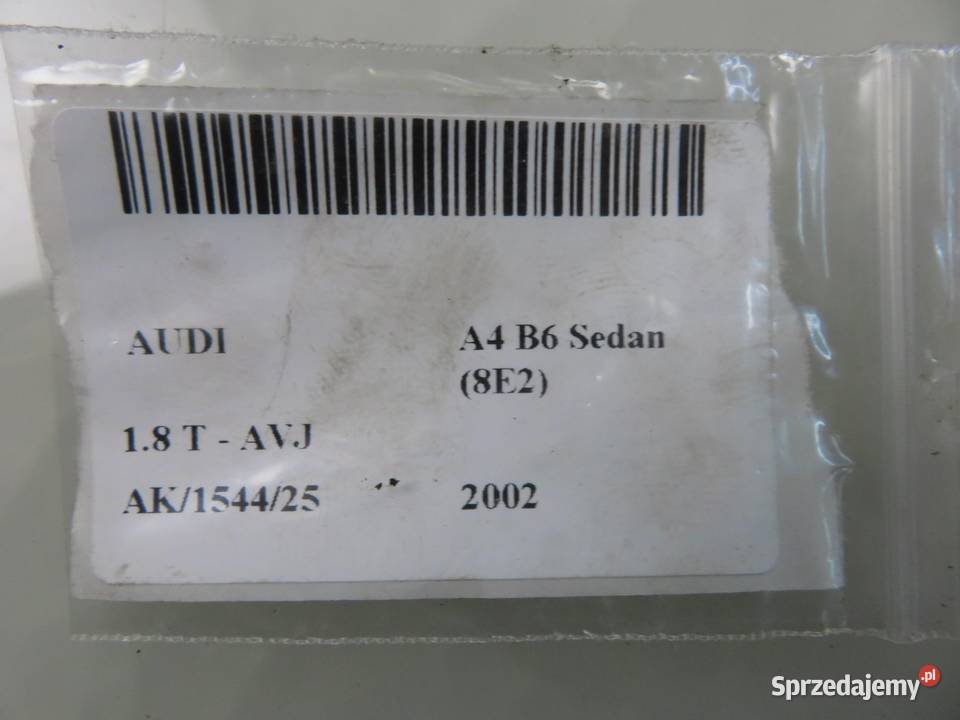 AUDI A4 B6 Sedan
(8E2)
1.8 T - AVJ
AK/1544/25 2002
Sprzedajemy.pl